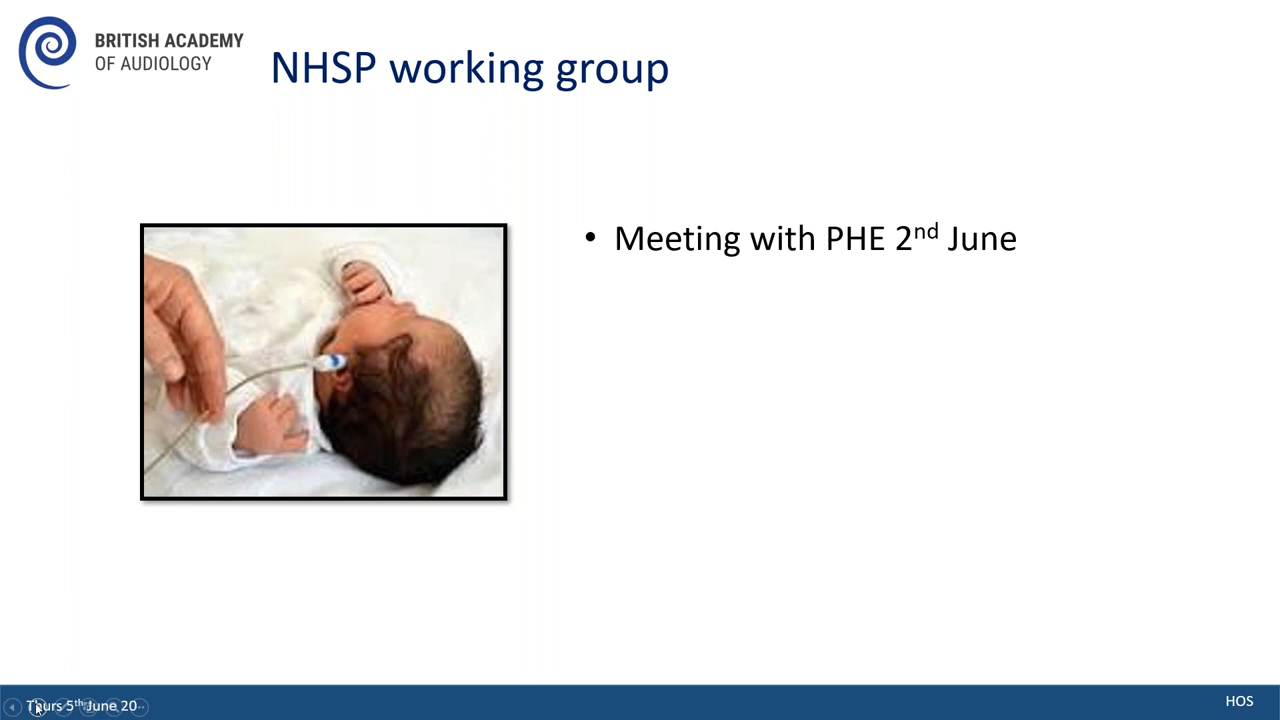 BRITISH ACADEMY
OF AUDIOLOGY
NHSP working group
• Meeting with PHE 2nd June
Thurs 5th June 20
HOS